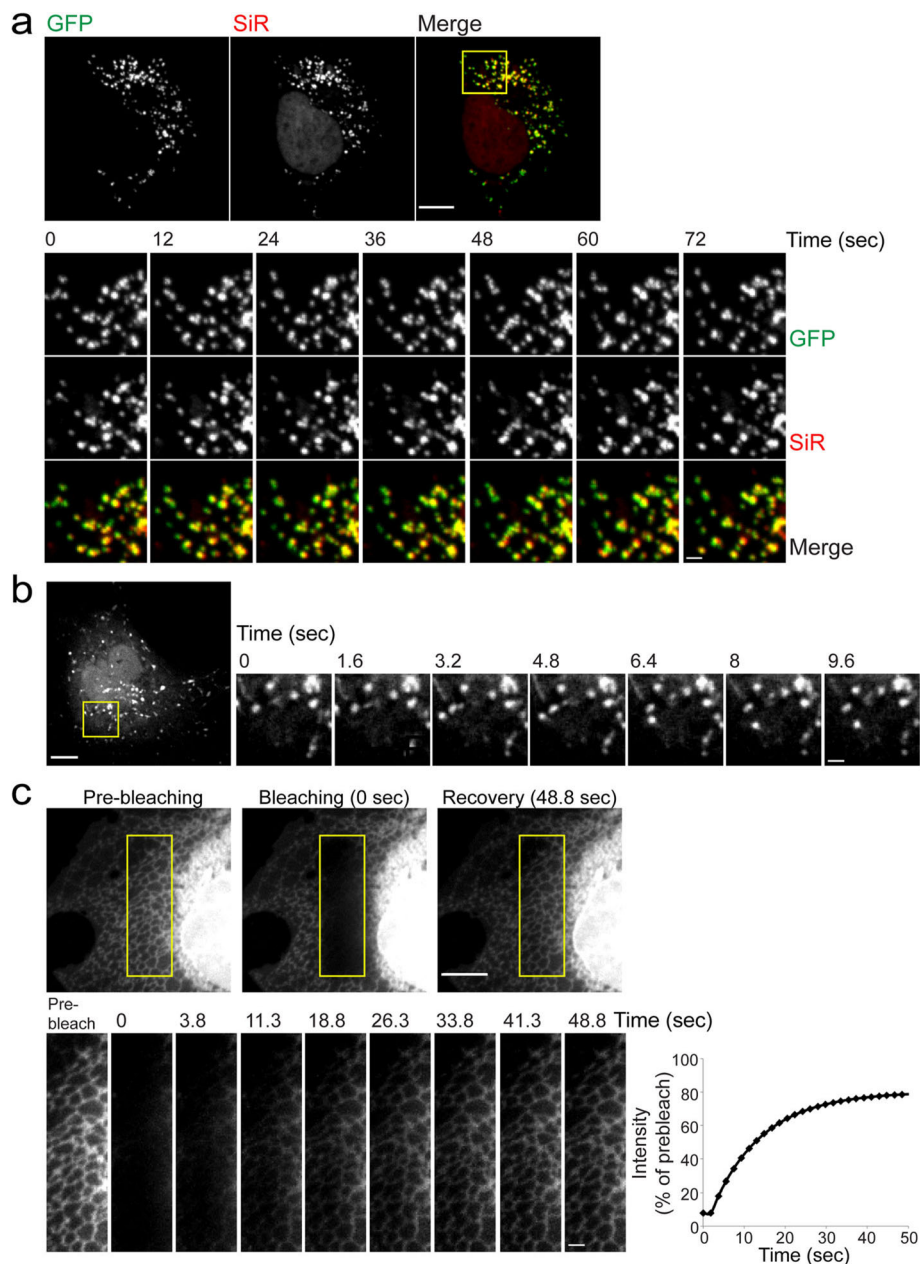 a
GFP SiR Merge
0 12 24 36 48 60 72 Time (sec)
GFP
SiR
Merge
b
Time (sec)
0 1.6 3.2 4.8 6.4 8 9.6
c
Pre-bleaching Bleaching (0 sec) Recovery (48.8 sec)
Pre-
bleach 0 3.8 11.3 18.8 26.3 33.8 41.3 48.8 Time (sec)
100
80
60
40
20
0
Intensity
(% of prebleach)
0 10 20 30 40 50
Time (sec)